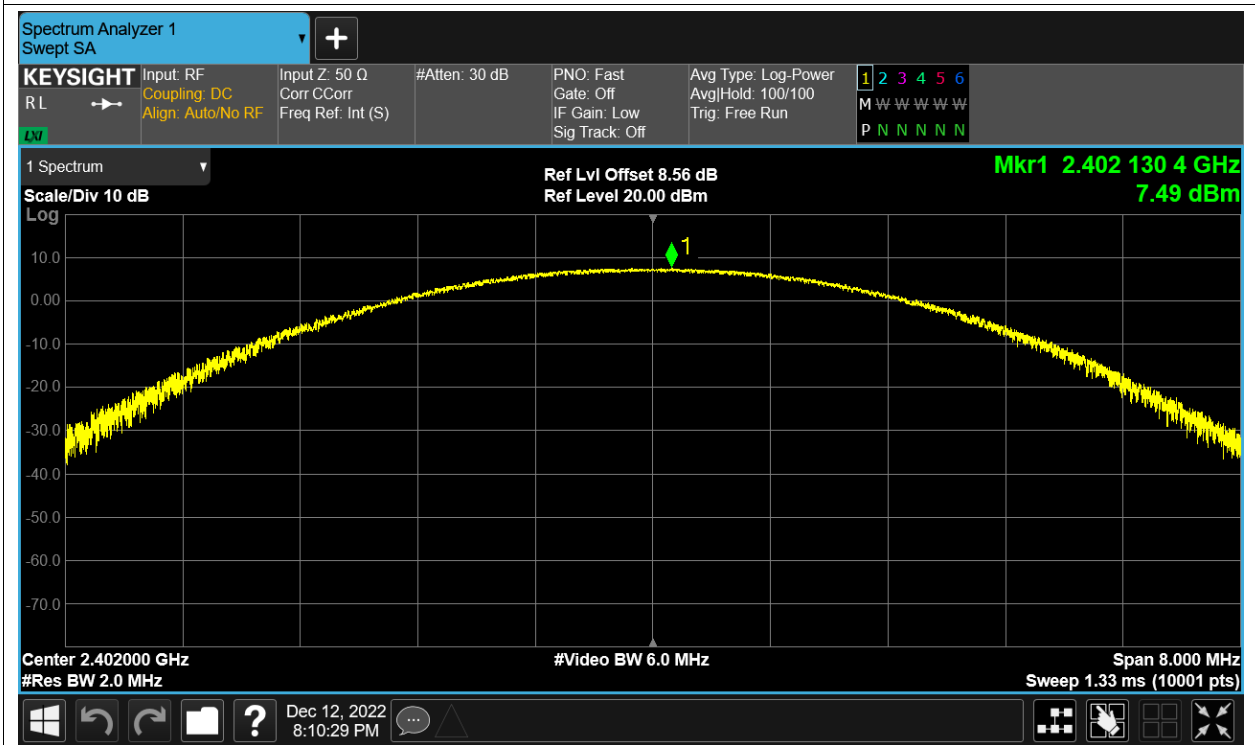 Spectrum Analyzer 1
Swept SA
KEYSIGHT
R L
LXI
Input: RF
Coupling: DC
Align: Auto/No RF
Input Z: 50 Ω
Corr CCorr
Freq Ref: Int (S)
#Atten: 30 dB
PNO: Fast
Gate: Off
IF Gain: Low
Sig Track: Off
Avg Type: Log-Power
Avg|Hold: 100/100
Trig: Free Run
1 2 3 4 5 6
M W W W W W
P N N N N N
1 Spectrum
Scale/Div 10 dB
Log
Ref Lvl Offset 8.56 dB
Ref Level 20.00 dBm
Mkr1 2.402 130 4 GHz
7.49 dBm
1
10.0
0.00
-10.0
-20.0
-30.0
-40.0
-50.0
-60.0
-70.0
Center 2.402000 GHz
#Res BW 2.0 MHz
#Video BW 6.0 MHz
Span 8.000 MHz
Sweep 1.33 ms (10001 pts)
?
Dec 12, 2022
8:10:29 PM